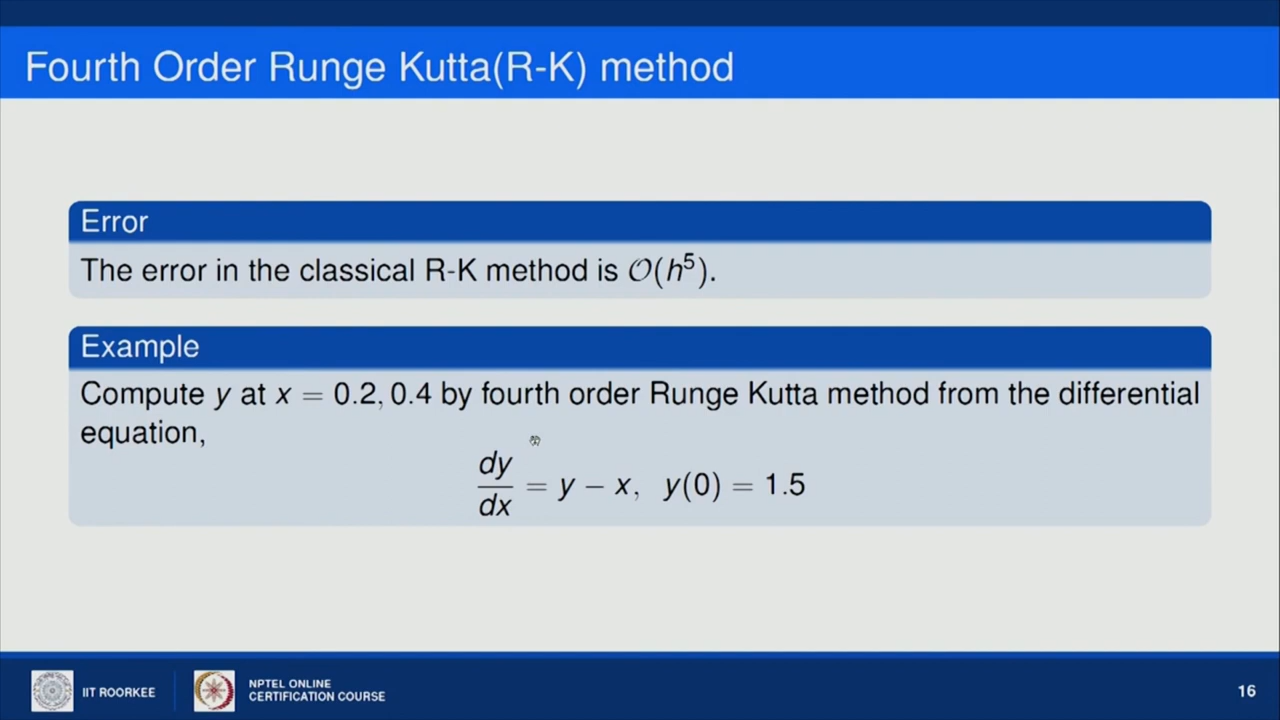 Fourth Order Runge Kutta(R-K) method
Error
The error in the classical R-K method is 𝒪(h⁵).
Example
Compute y at x = 0.2, 0.4 by fourth order Runge Kutta method from the differential
equation,
dy/dx = y − x, y(0) = 1.5
IIT ROORKEE
NPTEL ONLINE
CERTIFICATION COURSE
16